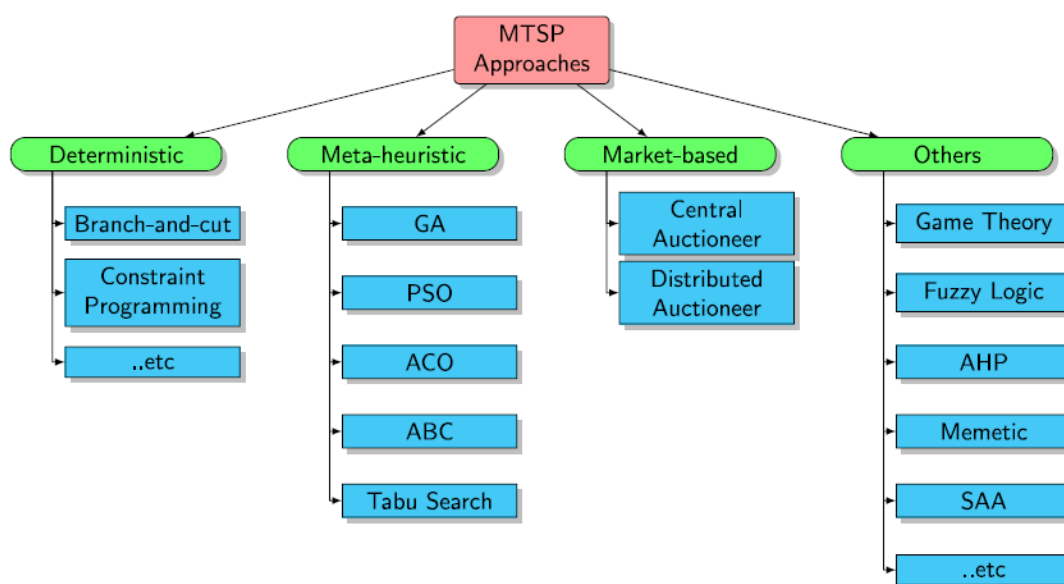 MTSP
Approaches
Deterministic
Meta-heuristic
Market-based
Others
Branch-and-cut
Constraint
Programming
..etc
GA
PSO
ACO
ABC
Tabu Search
Central
Auctioneer
Distributed
Auctioneer
Game Theory
Fuzzy Logic
AHP
Memetic
SAA
..etc